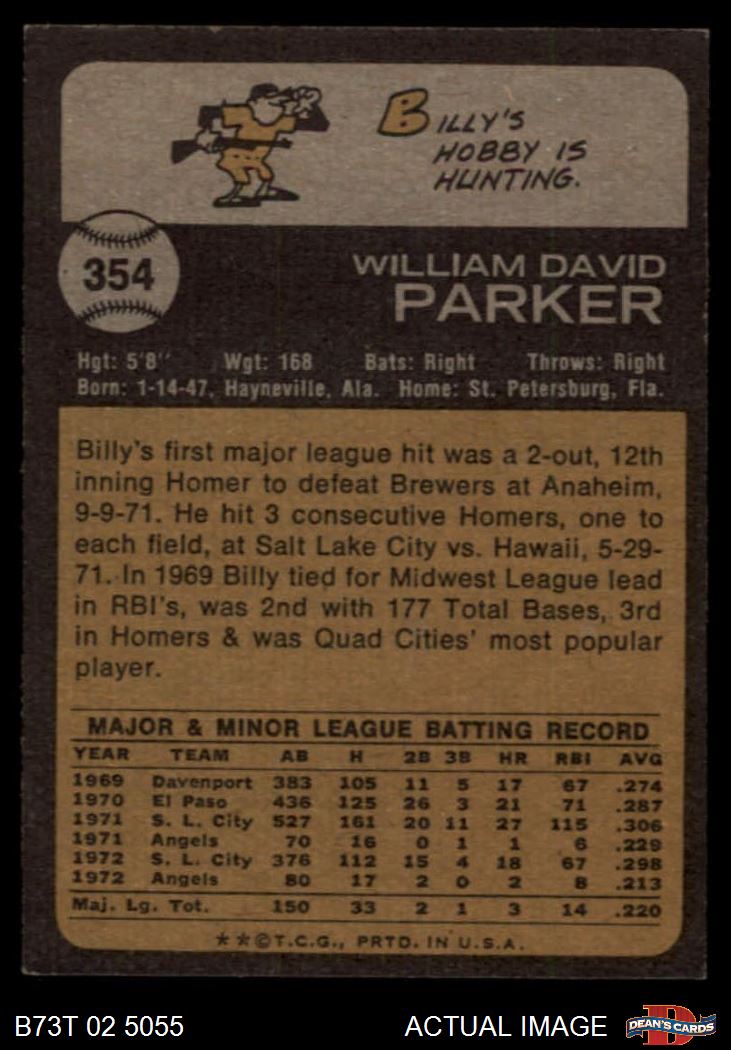 BILLY'S
HOBBY IS
HUNTING.
354
WILLIAM DAVID
PARKER
Hgt: 5'8" Wgt: 168 Bats: Right Throws: Right
Born: 1-14-47, Hayneville, Ala. Home: St. Petersburg, Fla.
Billy's first major league hit was a 2-out, 12th
inning Homer to defeat Brewers at Anaheim,
9-9-71. He hit 3 consecutive Homers, one to
each field, at Salt Lake City vs. Hawaii, 5-29-
71. In 1969 Billy tied for Midwest League lead
in RBI's, was 2nd with 177 Total Bases, 3rd
in Homers & was Quad Cities' most popular
player.
MAJOR & MINOR LEAGUE BATTING RECORD
YEAR TEAM AB H 2B 3B HR RBI AVG
1969 Davenport 383 105 11 5 17 67 .274
1970 El Paso 436 125 26 3 21 71 .287
1971 S. L. City 527 161 20 11 27 115 .306
1971 Angels 70 16 0 1 1 6 .229
1972 S. L. City 376 112 15 4 18 67 .298
1972 Angels 80 17 2 0 2 8 .213
Maj. Lg. Tot. 150 33 2 1 3 14 .220
★★©T.C.G., PRTD. IN U.S.A.
B73T 02 5055 ACTUAL IMAGE DEAN'S CARDS